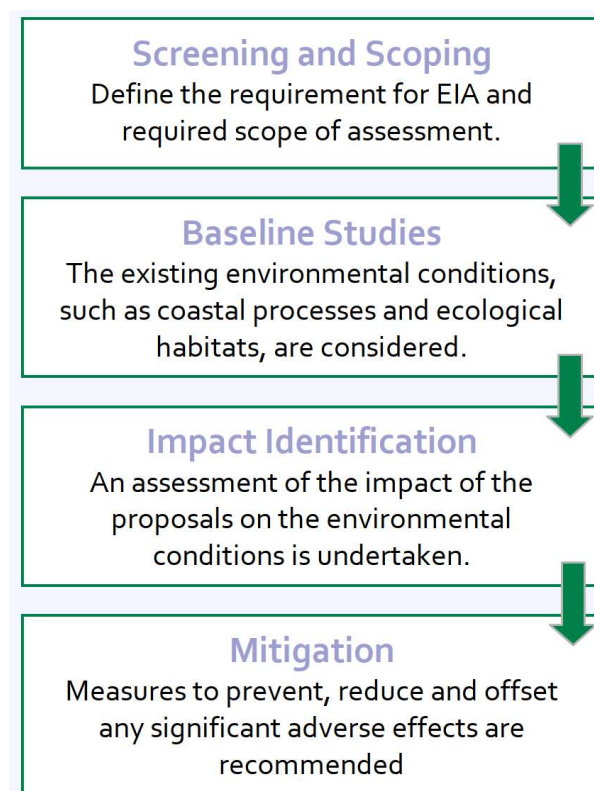 Screening and Scoping
Define the requirement for EIA and
required scope of assessment.
Baseline Studies
The existing environmental conditions,
such as coastal processes and ecological
habitats, are considered.
Impact Identification
An assessment of the impact of the
proposals on the environmental
conditions is undertaken.
Mitigation
Measures to prevent, reduce and offset
any significant adverse effects are
recommended